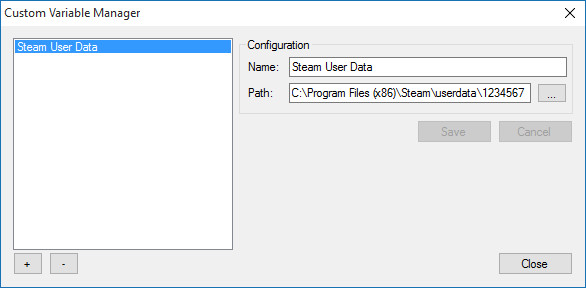 Custom Variable Manager
Steam User Data
Configuration
Name: Steam User Data
Path: C:\Program Files (x86)\Steam\userdata\1234567 ...
Save Cancel
+ - Close